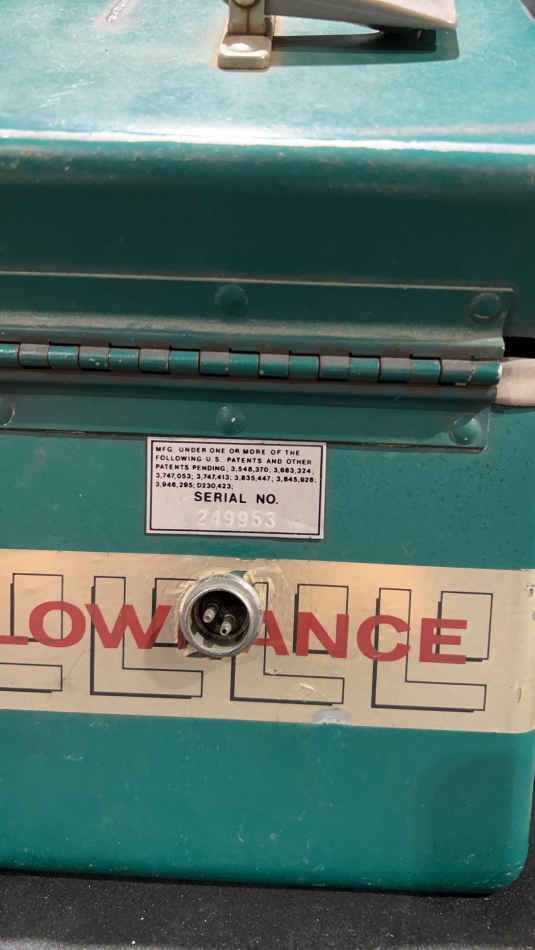 MFG. UNDER ONE OR MORE OF THE
FOLLOWING U.S. PATENTS AND OTHER
PATENTS PENDING, 3,548,370; 3,683,324;
3,747,053; 3,747,413; 3,835,447; 3,845,928;
3,946,295; D230,423;
SERIAL NO.
249953
LOWRANCE